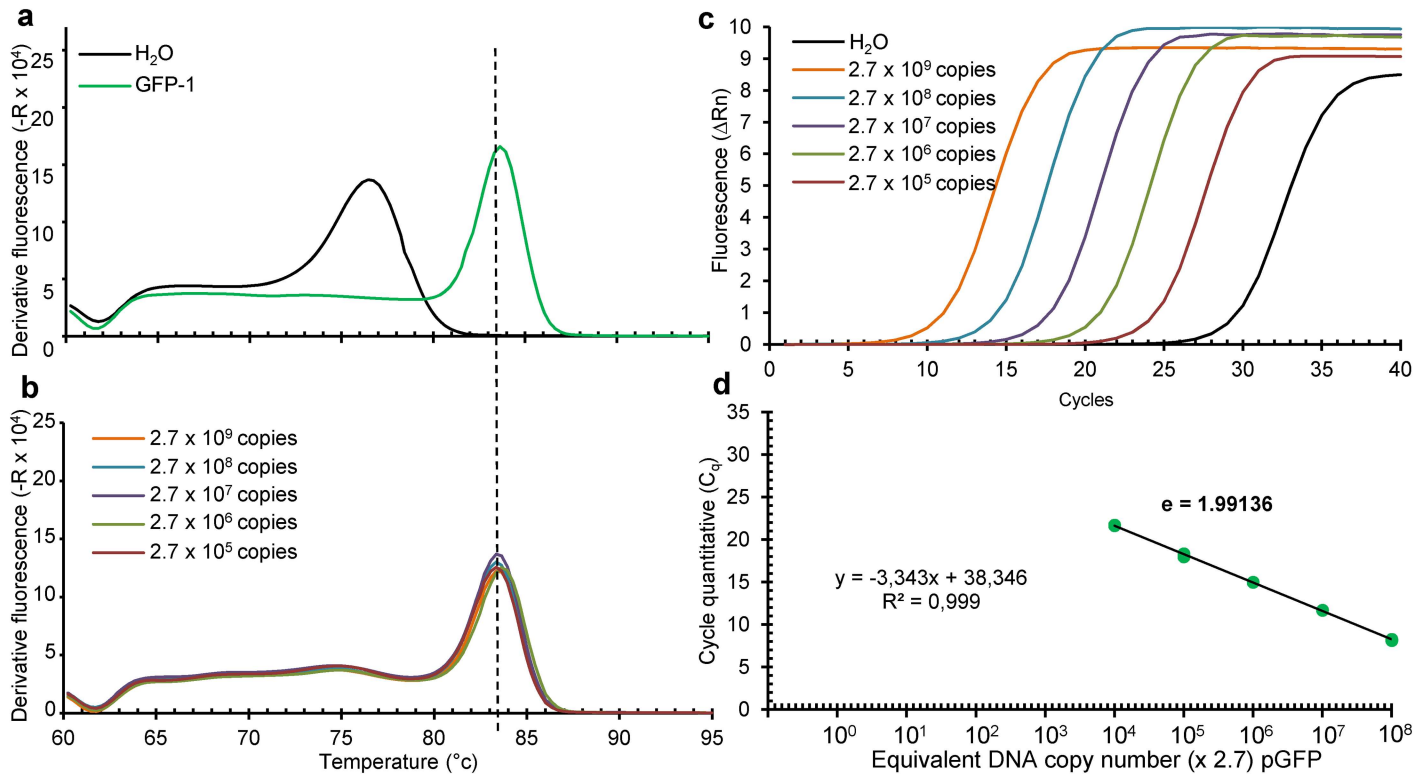 a
Derivative fluorescence (-R x 10⁴)
25
20
15
10
5
0
H₂O
GFP-1
b
Derivative fluorescence (-R x 10⁴)
25
20
15
10
5
0
2.7 x 10⁹ copies
2.7 x 10⁸ copies
2.7 x 10⁷ copies
2.7 x 10⁶ copies
2.7 x 10⁵ copies
60 65 70 75 80 85 90 95
Temperature (°c)
c
Fluorescence (ΔRn)
10
9
8
7
6
5
4
3
2
1
0
H₂O
2.7 x 10⁹ copies
2.7 x 10⁸ copies
2.7 x 10⁷ copies
2.7 x 10⁶ copies
2.7 x 10⁵ copies
0 5 10 15 20 25 30 35 40
Cycles
d
Cycle quantitative (Cq)
35
30
25
20
15
10
5
0
e = 1.99136
y = -3,343x + 38,346
R² = 0,999
10⁰ 10¹ 10² 10³ 10⁴ 10⁵ 10⁶ 10⁷ 10⁸
Equivalent DNA copy number (x 2.7) pGFP